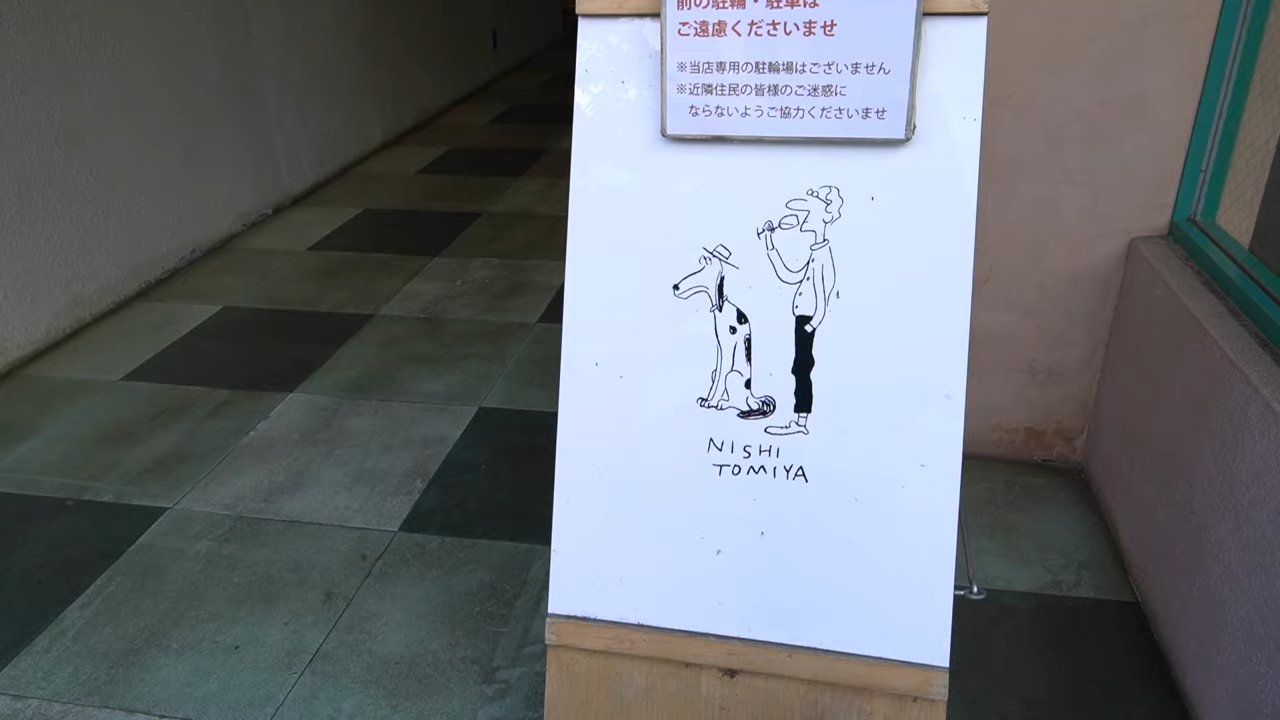 前の駐輪・駐車は
ご遠慮くださいませ
※当店専用の駐輪場はございません
※近隣住民の皆様のご迷惑に
ならないようご協力くださいませ
NISHI
TOMIYA